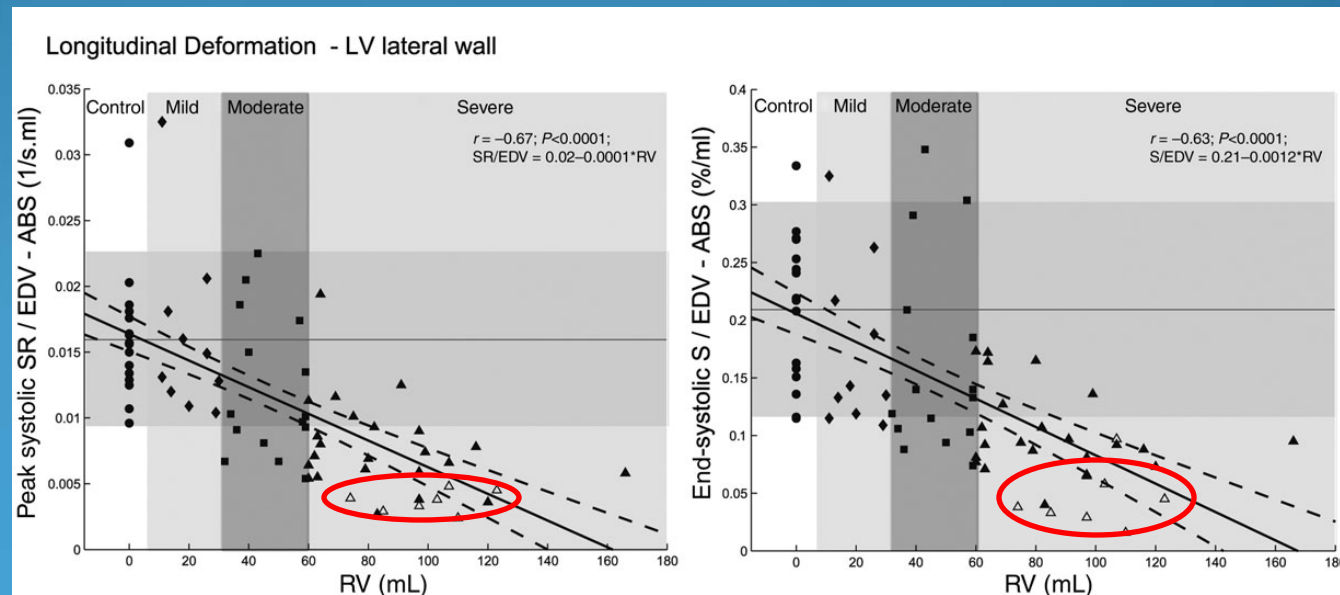 Longitudinal Deformation - LV lateral wall
Peak systolic SR / EDV - ABS (1/s.ml)
0.035
0.03
0.025
0.02
0.015
0.01
0.005
0
Control
Mild
Moderate
Severe
r = –0.67; P<0.0001;
SR/EDV = 0.02–0.0001*RV
0 20 40 60 80 100 120 140 160 180
RV (mL)
End-systolic S / EDV - ABS (%/ml)
0.4
0.35
0.3
0.25
0.2
0.15
0.1
0.05
0
Control
Mild
Moderate
Severe
r = –0.63; P<0.0001;
S/EDV = 0.21–0.0012*RV
0 20 40 60 80 100 120 140 160 180
RV (mL)